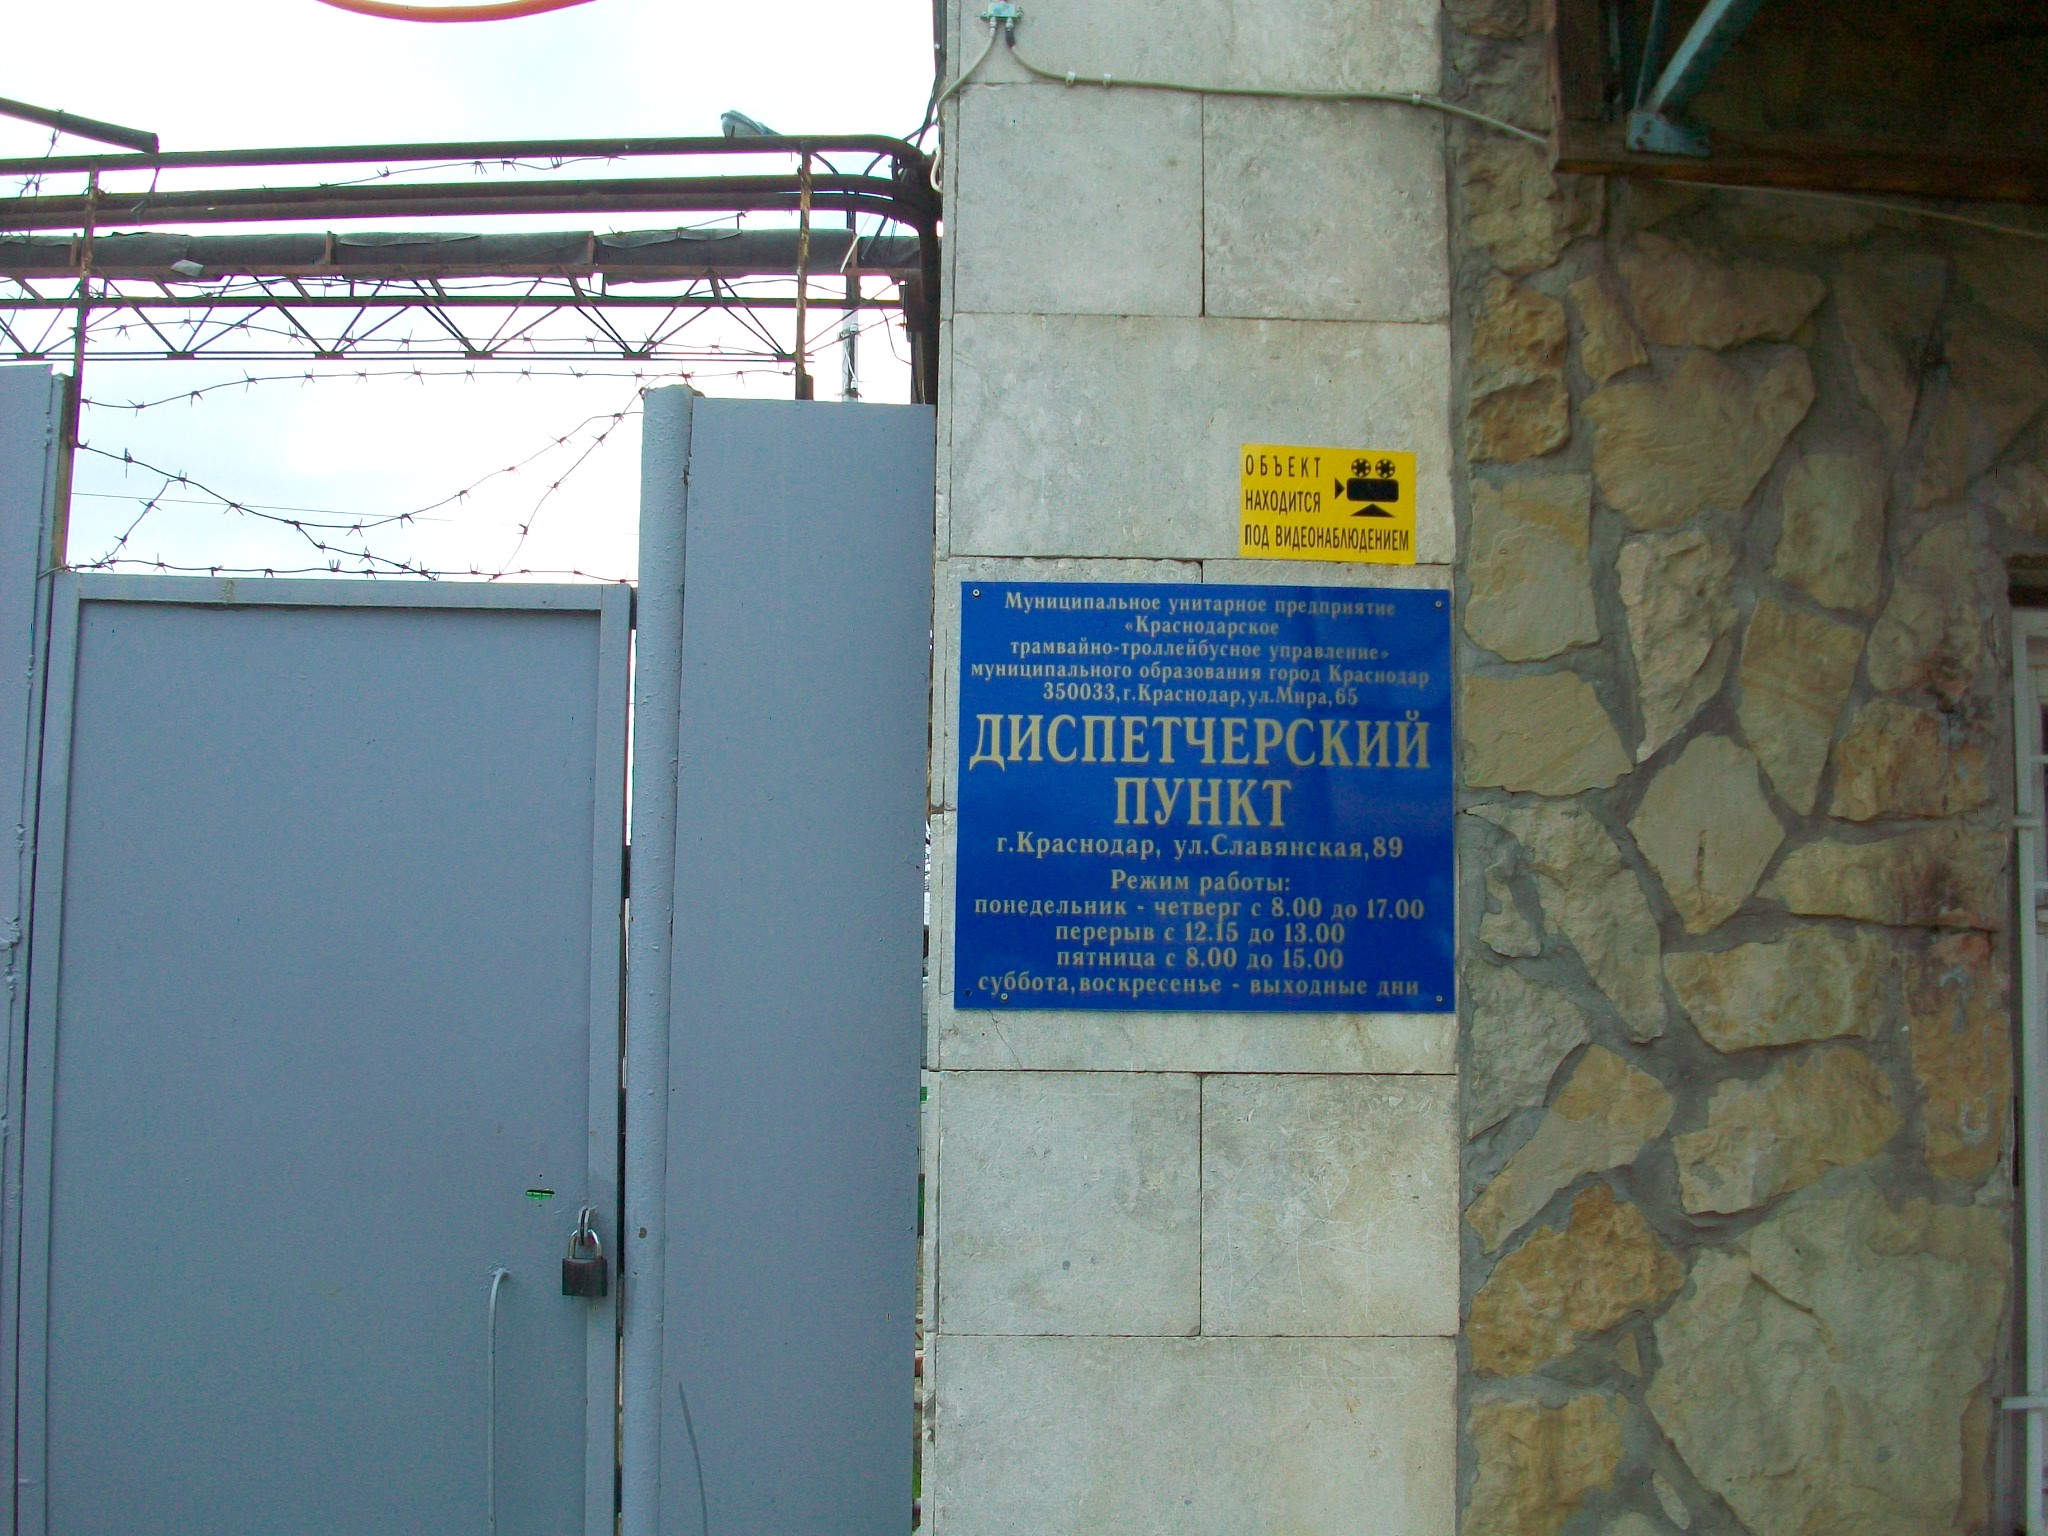 ОБЪЕКТ
НАХОДИТСЯ
ПОД ВИДЕОНАБЛЮДЕНИЕМ
Муниципальное унитарное предприятие
«Краснодарское
трамвайно-троллейбусное управление»
муниципального образования город Краснодар
350033,г.Краснодар,ул.Мира,65
ДИСПЕТЧЕРСКИЙ
ПУНКТ
г.Краснодар, ул.Славянская,89
Режим работы:
понедельник - четверг с 8.00 до 17.00
перерыв с 12.15 до 13.00
пятница с 8.00 до 15.00
суббота,воскресенье - выходные дни